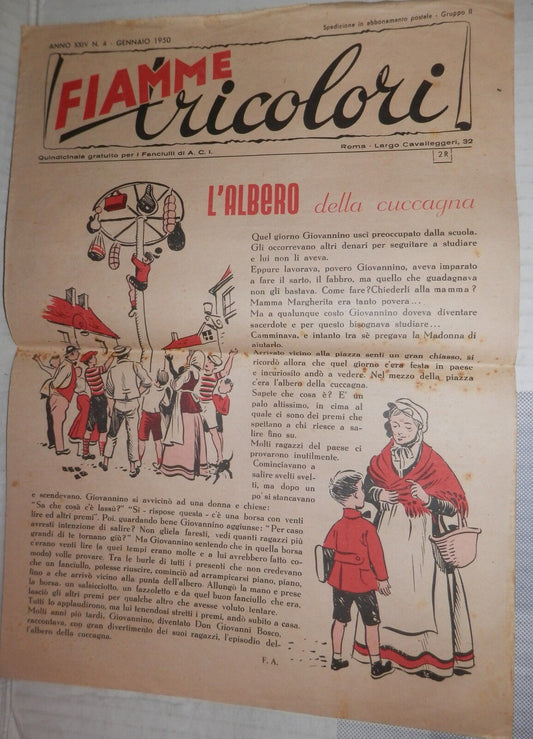 ANNO XXIV N. 4 - GENNAIO 1950
Spedizione in abbonamento postale - Gruppo II
FIAMME
tricolori
Quindicinale gratuito per i Fanciulli di A. C. I.
Roma - Largo Cavalleggeri, 32
2R
L'ALBERO della cuccagna
Quel giorno Giovannino uscì preoccupato dalla scuola.
Gli occorrevano altri denari per seguitare a studiare
e lui non li aveva.
Eppure lavorava, povero Giovannino, aveva imparato
a fare il sarto, il fabbro, ma quello che guadagnava
non gli bastava. Come fare? Chiederli alla mamma?
Mamma Margherita era tanto povera...
Ma a qualunque costo Giovannino doveva diventare
sacerdote e per questo bisognava studiare...
Camminava, e intanto tra sè pregava la Madonna di
aiutarlo.
Arrivato vicino alla piazza sentì un gran chiasso, si
ricordò allora che quel giorno c'era festa in paese
e incuriosito andò a vedere. Nel mezzo della piazza
c'era l'albero della cuccagna.
Sapete che cosa è? E' un
palo altissimo, in cima al
quale ci sono dei premi che
spettano a chi riesce a sa-
lire fino su.
Molti ragazzi del paese ci
provarono inutilmente.
Cominciavano a
salire svelti svel-
ti, ma dopo un
po' si stancavano
e scendevano. Giovannino si avvicinò ad una donna e chiese:
"Sa che cosa c'è lassù?" "Sì - rispose questa - c'è una borsa con venti
lire ed altri premi". Poi, guardando bene Giovannino aggiunse: "Per caso
avresti intenzione di salire? Non gliela faresti, vedi quanti ragazzi più
grandi di te tornano giù?" Ma Giovannino sentendo che in quella borsa
c'erano venti lire (a quei tempi erano molte e a lui avrebbero fatto co-
modo) volle provare. Tra le burle di tutti i presenti che non credevano
che un fanciullo, potesse riuscire, cominciò ad arrampicarsi piano, piano,
fino a che arrivò vicino alla punta dell'albero. Allungò la mano e prese
la borsa, un salsicciotto, un fazzoletto e da quel buon fanciullo che era,
lasciò gli altri premi per qualche altro che avesse voluto tentare.
Tutti lo applaudirono, ma lui tenendosi stretti i premi, andò subito a casa.
Molti anni più tardi, Giovannino, diventato Don Giovanni Bosco,
raccontava, con gran divertimento dei suoi ragazzi, l'episodio del-
l'albero della cuccagna.
F. A.